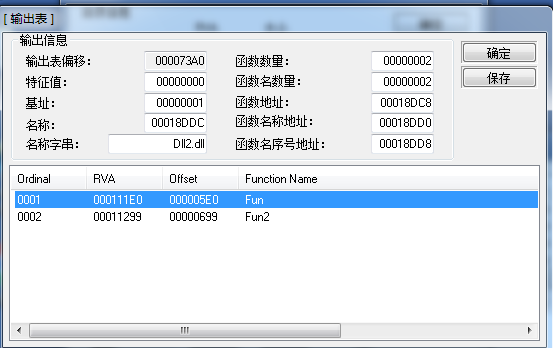 [ 输出表 ]
输出信息
输出表偏移： 000073A0 函数数量： 00000002
特征值： 00000000 函数名数量： 00000002
基址： 00000001 函数地址： 00018DC8
名称： 00018DDC 函数名称地址： 00018DD0
名称字串： Dll2.dll 函数名序号地址： 00018DD8
确定
保存
Ordinal RVA Offset Function Name
0001 000111E0 000005E0 Fun
0002 00011299 00000699 Fun2